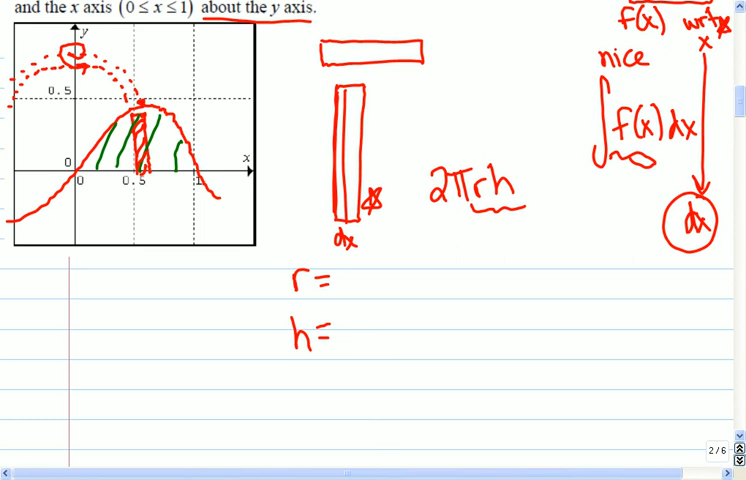 and the x axis (0 ≤ x ≤ 1) about the y axis.
f(x) wrt
x
nice
∫ f(x) dx
dx
y
0.5
0
0.5
1
x
2πrh
dx
r=
h=
2/6